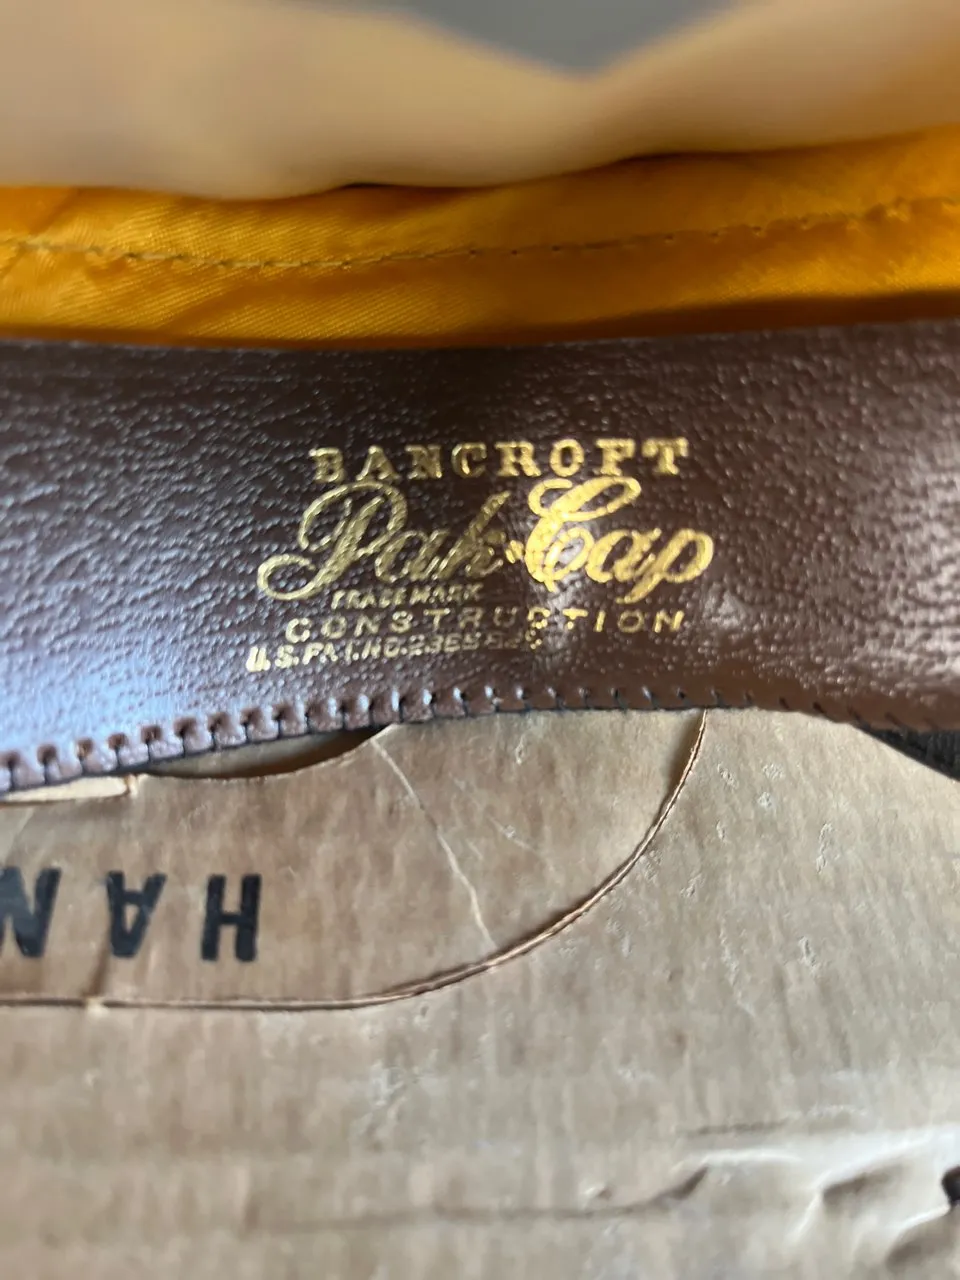 BANCROFT
Pak-Cap
TRADE MARK
CONSTRUCTION
U.S. PAT. NO.
HAN